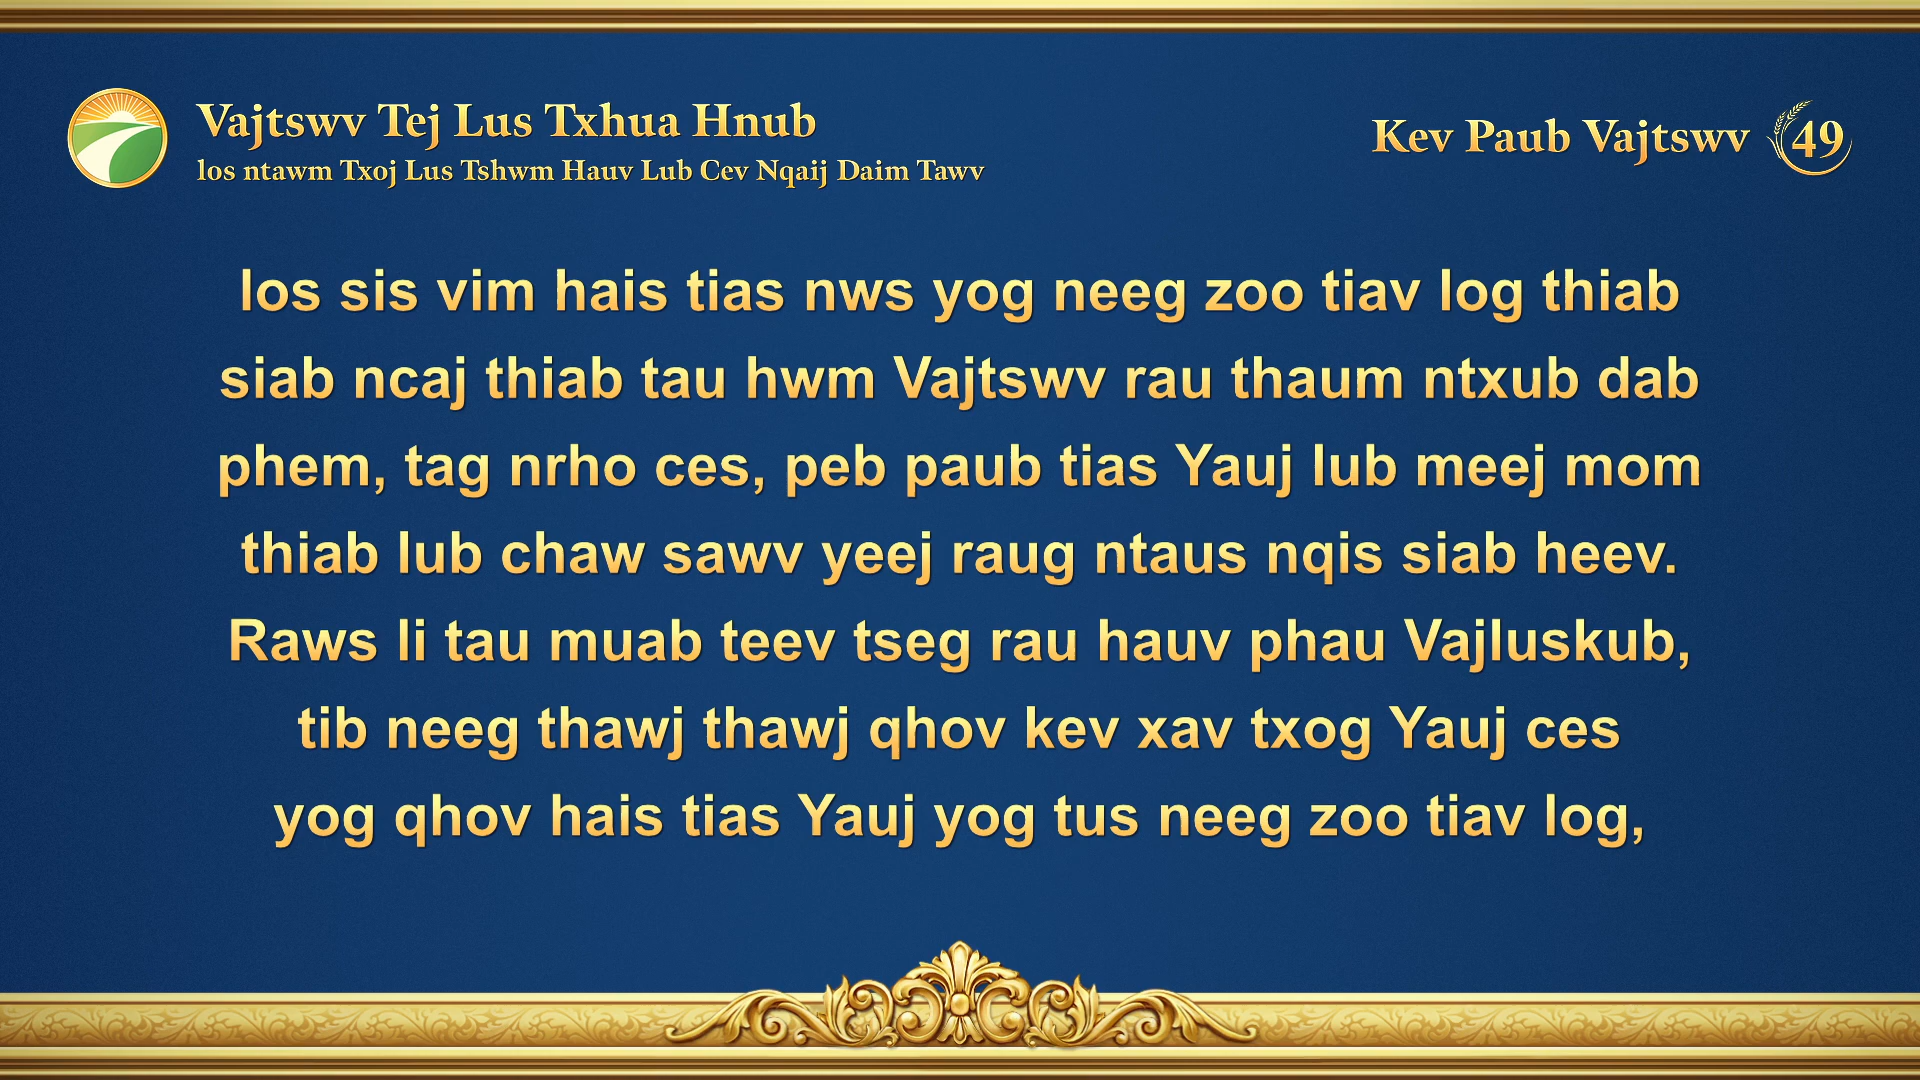 Vajtswv Tej Lus Txhua Hnub
los ntawm Txoj Lus Tshwm Hauv Lub Cev Nqaij Daim Tawv
Kev Paub Vajtswv 49
los sis vim hais tias nws yog neeg zoo tiav log thiab
siab ncaj thiab tau hwm Vajtswv rau thaum ntxub dab
phem, tag nrho ces, peb paub tias Yauj lub meej mom
thiab lub chaw sawv yeej raug ntaus nqis siab heev.
Raws li tau muab teev tseg rau hauv phau Vajluskub,
tib neeg thawj thawj qhov kev xav txog Yauj ces
yog qhov hais tias Yauj yog tus neeg zoo tiav log,